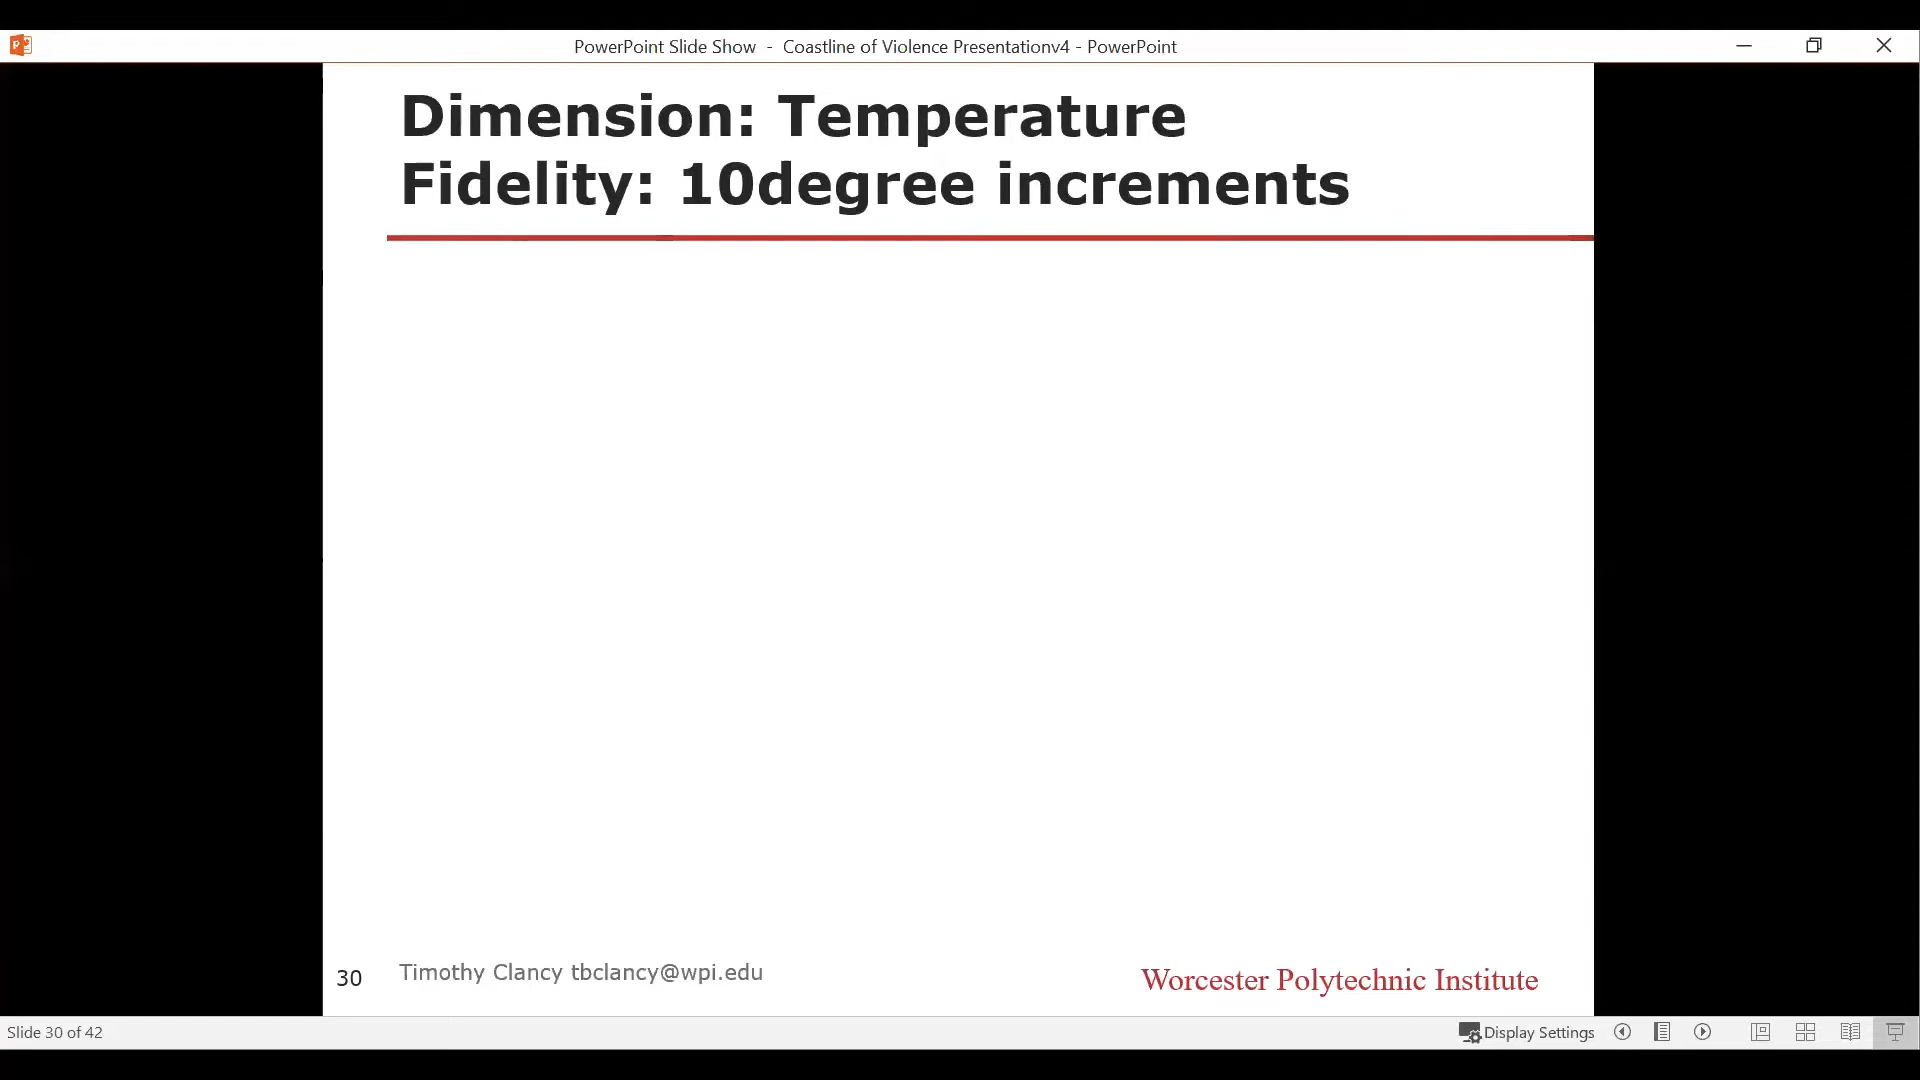 PowerPoint Slide Show - Coastline of Violence Presentationv4 - PowerPoint
Dimension: Temperature
Fidelity: 10degree increments
30 Timothy Clancy tbclancy@wpi.edu Worcester Polytechnic Institute
Slide 30 of 42 Display Settings